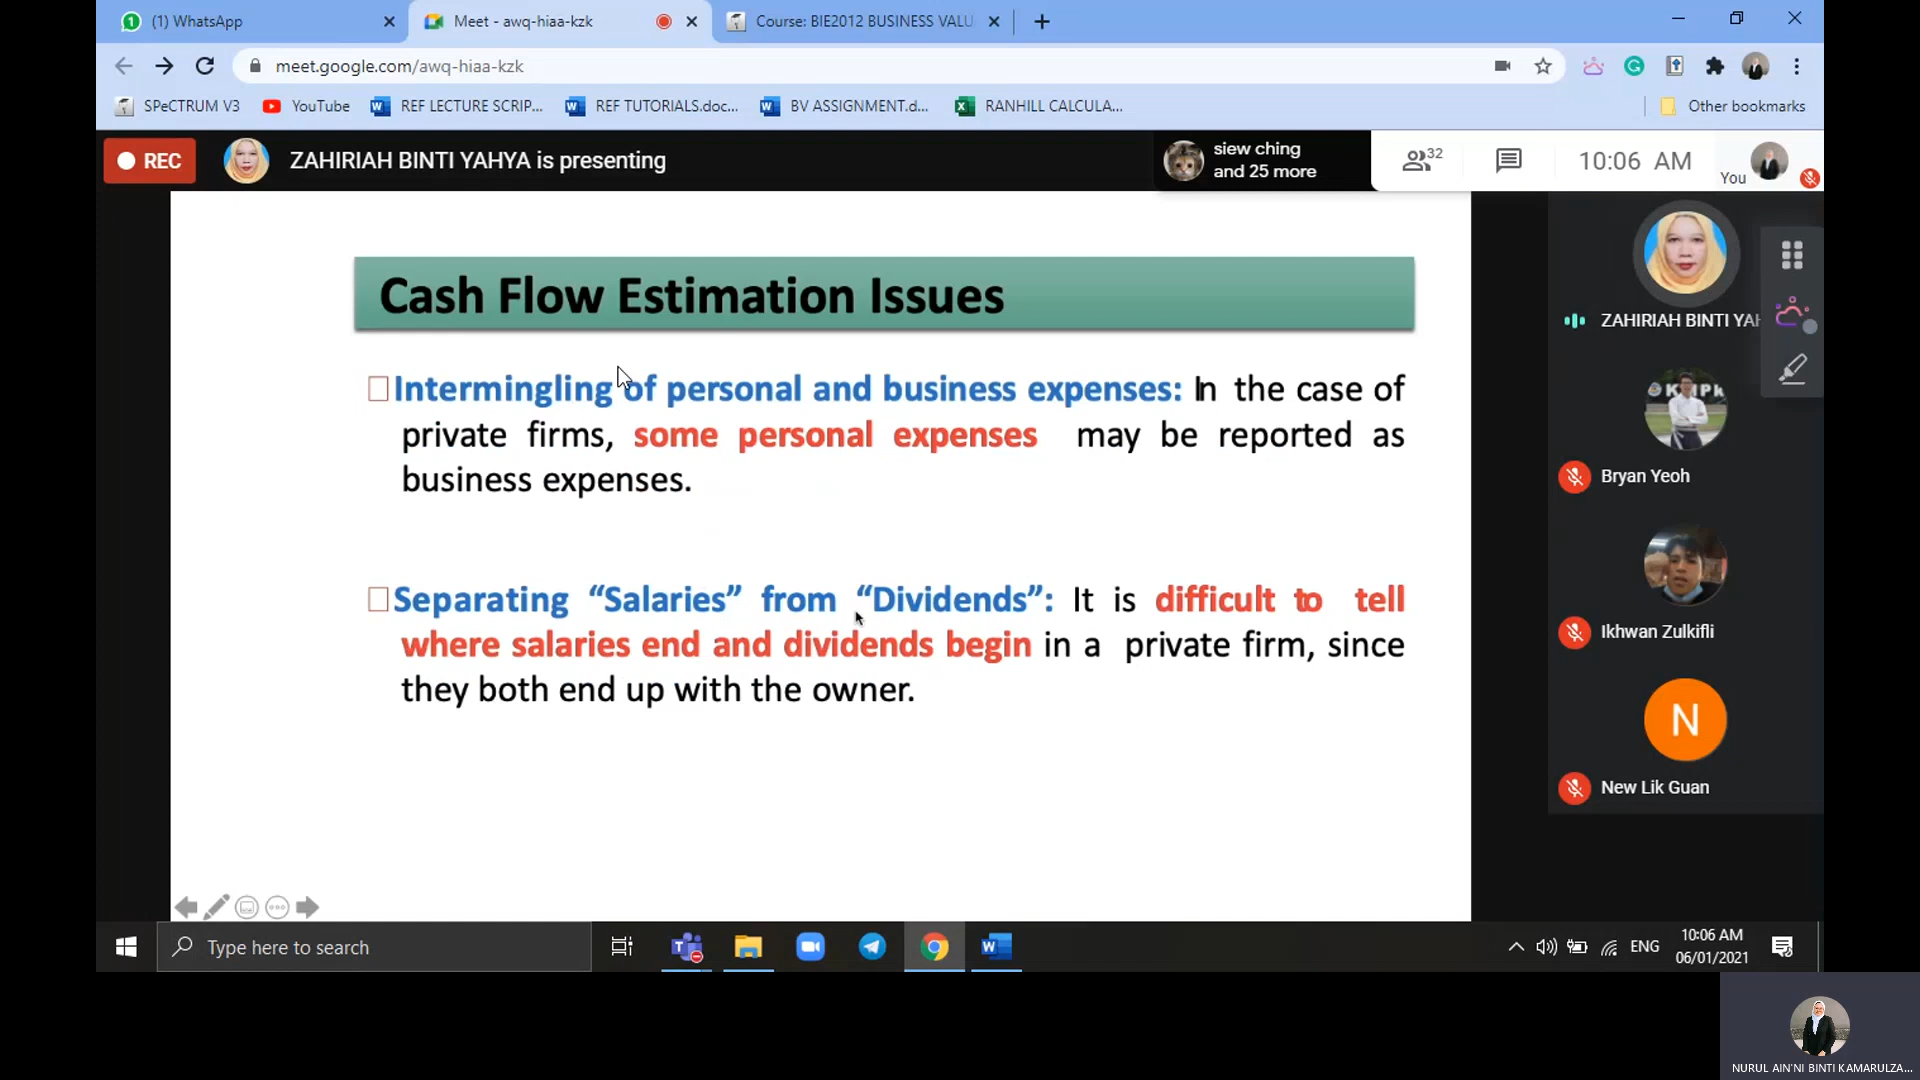 (1) WhatsApp
Meet - awq-hiaa-kzk
Course: BIE2012 BUSINESS VALU
meet.google.com/awq-hiaa-kzk
SPeCTRUM V3
YouTube
REF LECTURE SCRIP...
REF TUTORIALS.doc...
BV ASSIGNMENT.d...
RANHILL CALCULA...
Other bookmarks
REC
ZAHIRIAH BINTI YAHYA is presenting
siew ching
and 25 more
32
10:06 AM
You
Cash Flow Estimation Issues
Intermingling of personal and business expenses: In the case of
private firms, some personal expenses may be reported as
business expenses.
Separating “Salaries” from “Dividends”: It is difficult to tell
where salaries end and dividends begin in a private firm, since
they both end up with the owner.
ZAHIRIAH BINTI YAH
Bryan Yeoh
Ikhwan Zulkifli
N
New Lik Guan
Type here to search
ENG
10:06 AM
06/01/2021
NURUL AIN'NI BINTI KAMARULZA...